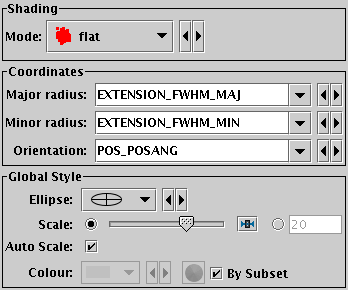 Shading
Mode: flat
Coordinates
Major radius: EXTENSION_FWHM_MAJ
Minor radius: EXTENSION_FWHM_MIN
Orientation: POS_POSANG
Global Style
Ellipse:
Scale: 20
Auto Scale:
Colour: By Subset